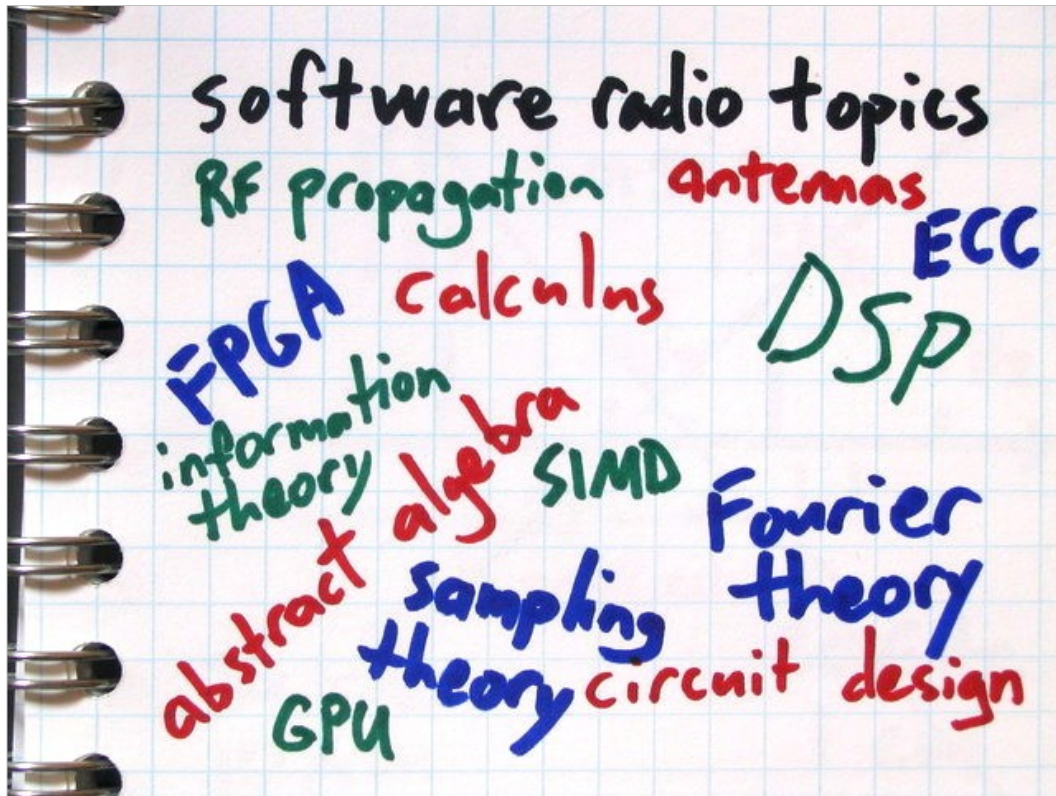 software radio topics
RF propagation
antennas
ECC
FPGA
calculus
DSP
information
theory
abstract algebra
SIMD
Fourier
theory
sampling
theory
circuit design
GPU